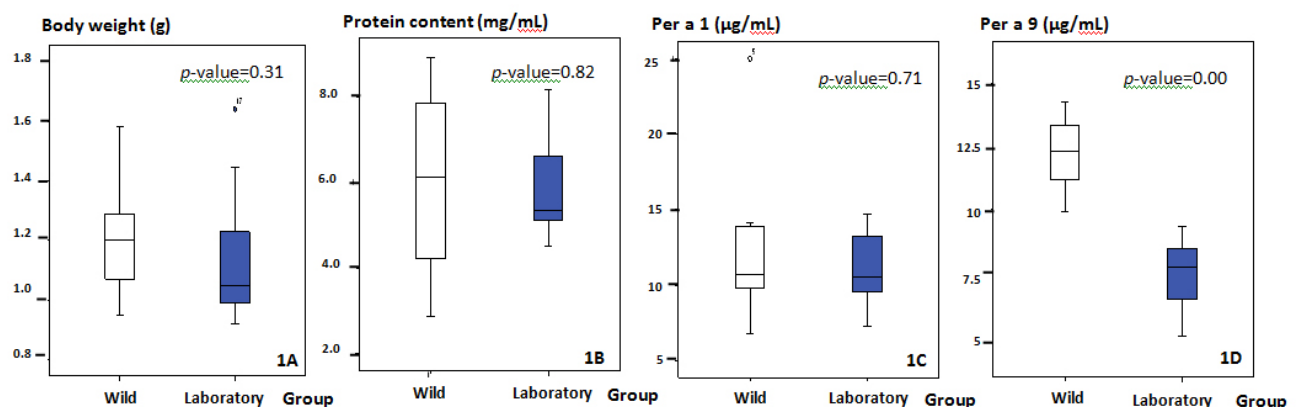 Body weight (g)
1.8
1.6
1.4
1.2
1.0
0.8
p-value=0.31
17
1A
Wild
Laboratory
Group
Protein content (mg/mL)
8.0
6.0
4.0
2.0
p-value=0.82
1B
Wild
Laboratory
Group
Per a 1 (µg/mL)
25
20
15
10
5
5
p-value=0.71
1C
Wild
Laboratory
Group
Per a 9 (µg/mL)
15
12.5
10
7.5
5
p-value=0.00
1D
Wild
Laboratory
Group